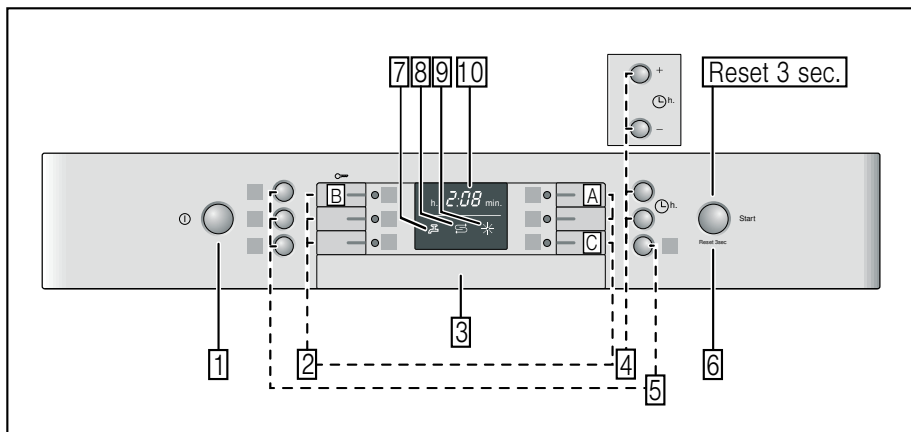 7 8 9 10
+
h.
−
Reset 3 sec.
B
h. 2:08 min.
A
h.
Start
C
Reset 3sec
3
1 2 4 6
5